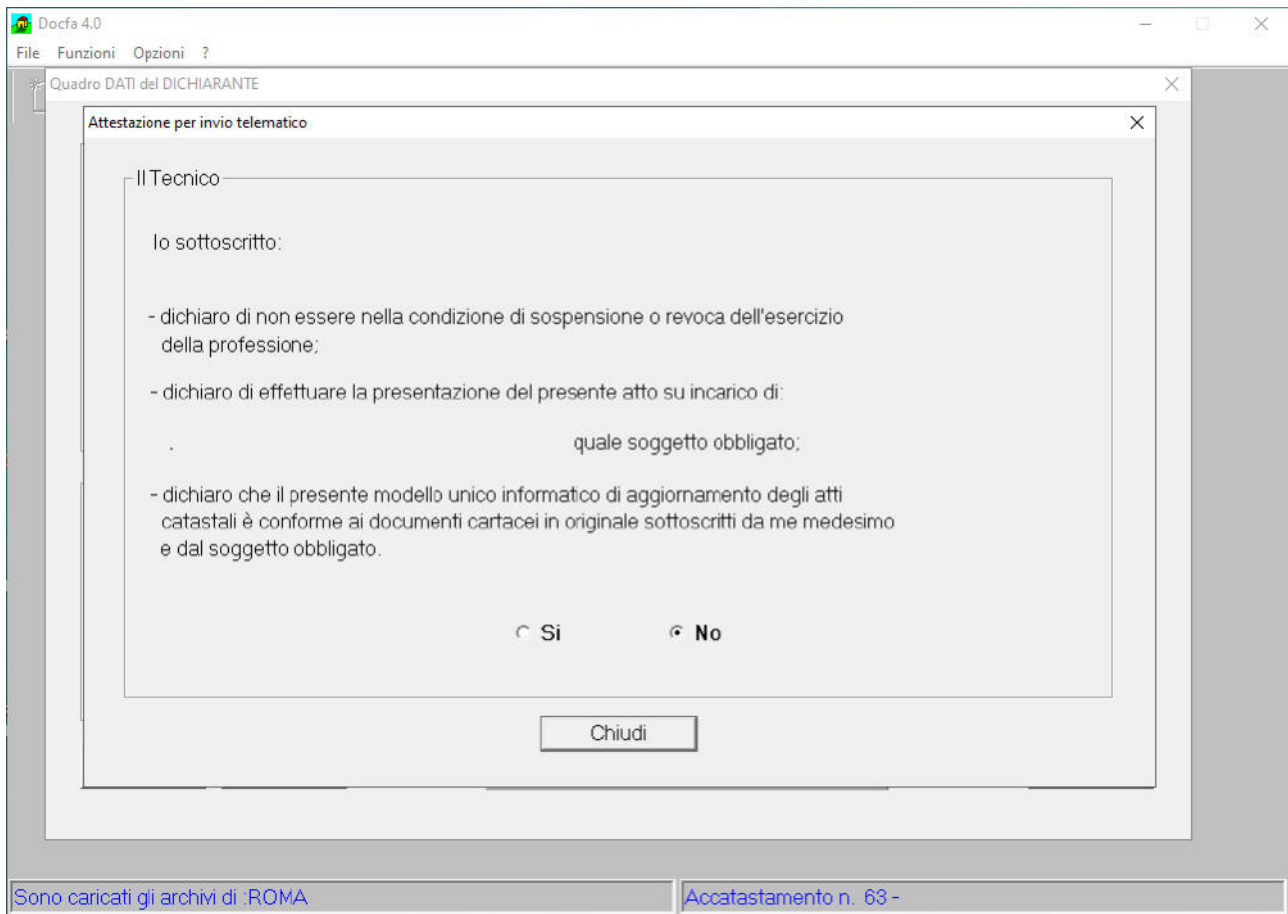 Docfa 4.0
File Funzioni Opzioni ?
Quadro DATI del DICHIARANTE
Attestazione per invio telematico
Il Tecnico
Io sottoscritto:
- dichiaro di non essere nella condizione di sospensione o revoca dell'esercizio
della professione;
- dichiaro di effettuare la presentazione del presente atto su incarico di:
. quale soggetto obbligato;
- dichiaro che il presente modello unico informatico di aggiornamento degli atti
catastali è conforme ai documenti cartacei in originale sottoscritti da me medesimo
e dal soggetto obbligato.
Si No
Chiudi
Sono caricati gli archivi di :ROMA Accatastamento n. 63 -